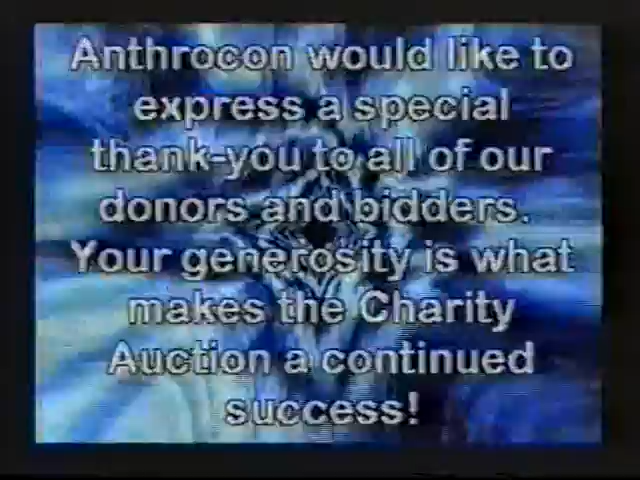 Anthrocon would like to
express a special
thank-you to all of our
donors and bidders.
Your generosity is what
makes the Charity
Auction a continued
success!